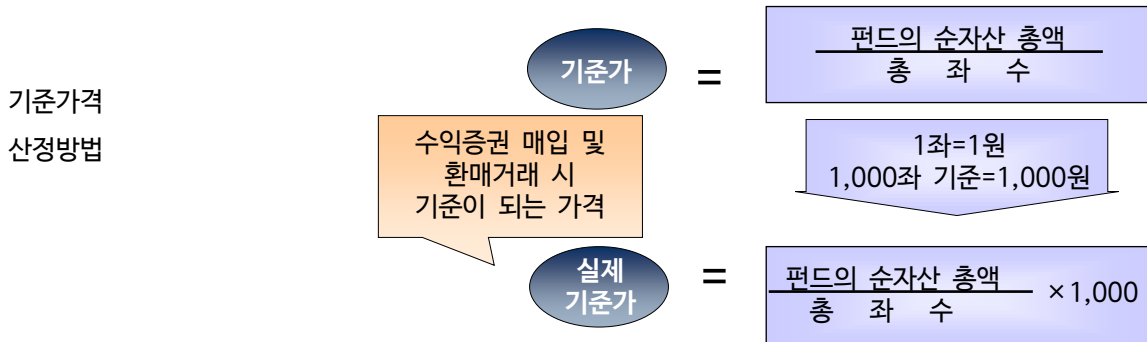 기준가격
산정방법
기준가
=
펀드의 순자산 총액
총 좌 수
수익증권 매입 및
환매거래 시
기준이 되는 가격
1좌=1원
1,000좌 기준=1,000원
실제
기준가
=
펀드의 순자산 총액
총 좌 수
×1,000